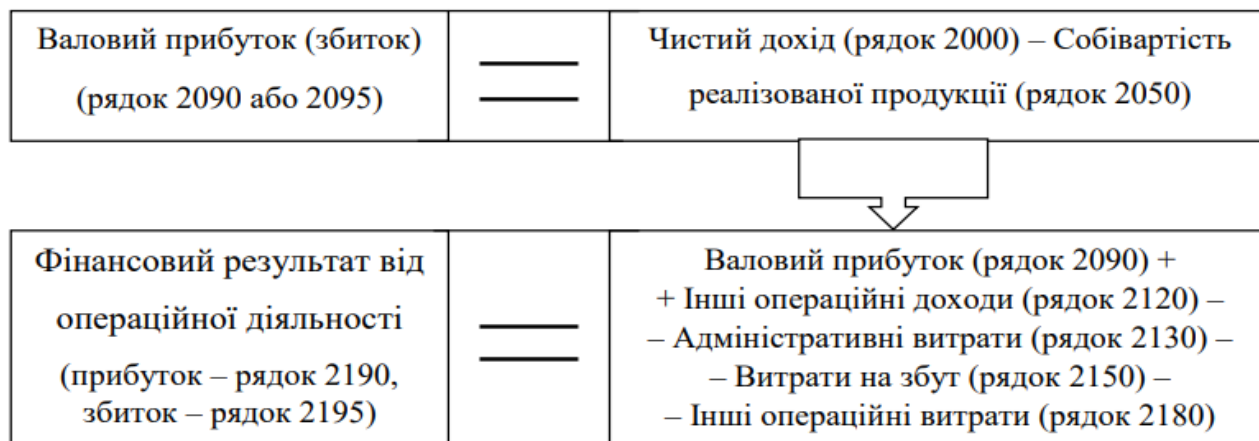 Валовий прибуток (збиток)
(рядок 2090 або 2095)
Чистий дохід (рядок 2000) – Собівартість
реалізованої продукції (рядок 2050)
Фінансовий результат від
операційної діяльності
(прибуток – рядок 2190,
збиток – рядок 2195)
Валовий прибуток (рядок 2090) +
+ Інші операційні доходи (рядок 2120) –
– Адміністративні витрати (рядок 2130) –
– Витрати на збут (рядок 2150) –
– Інші операційні витрати (рядок 2180)